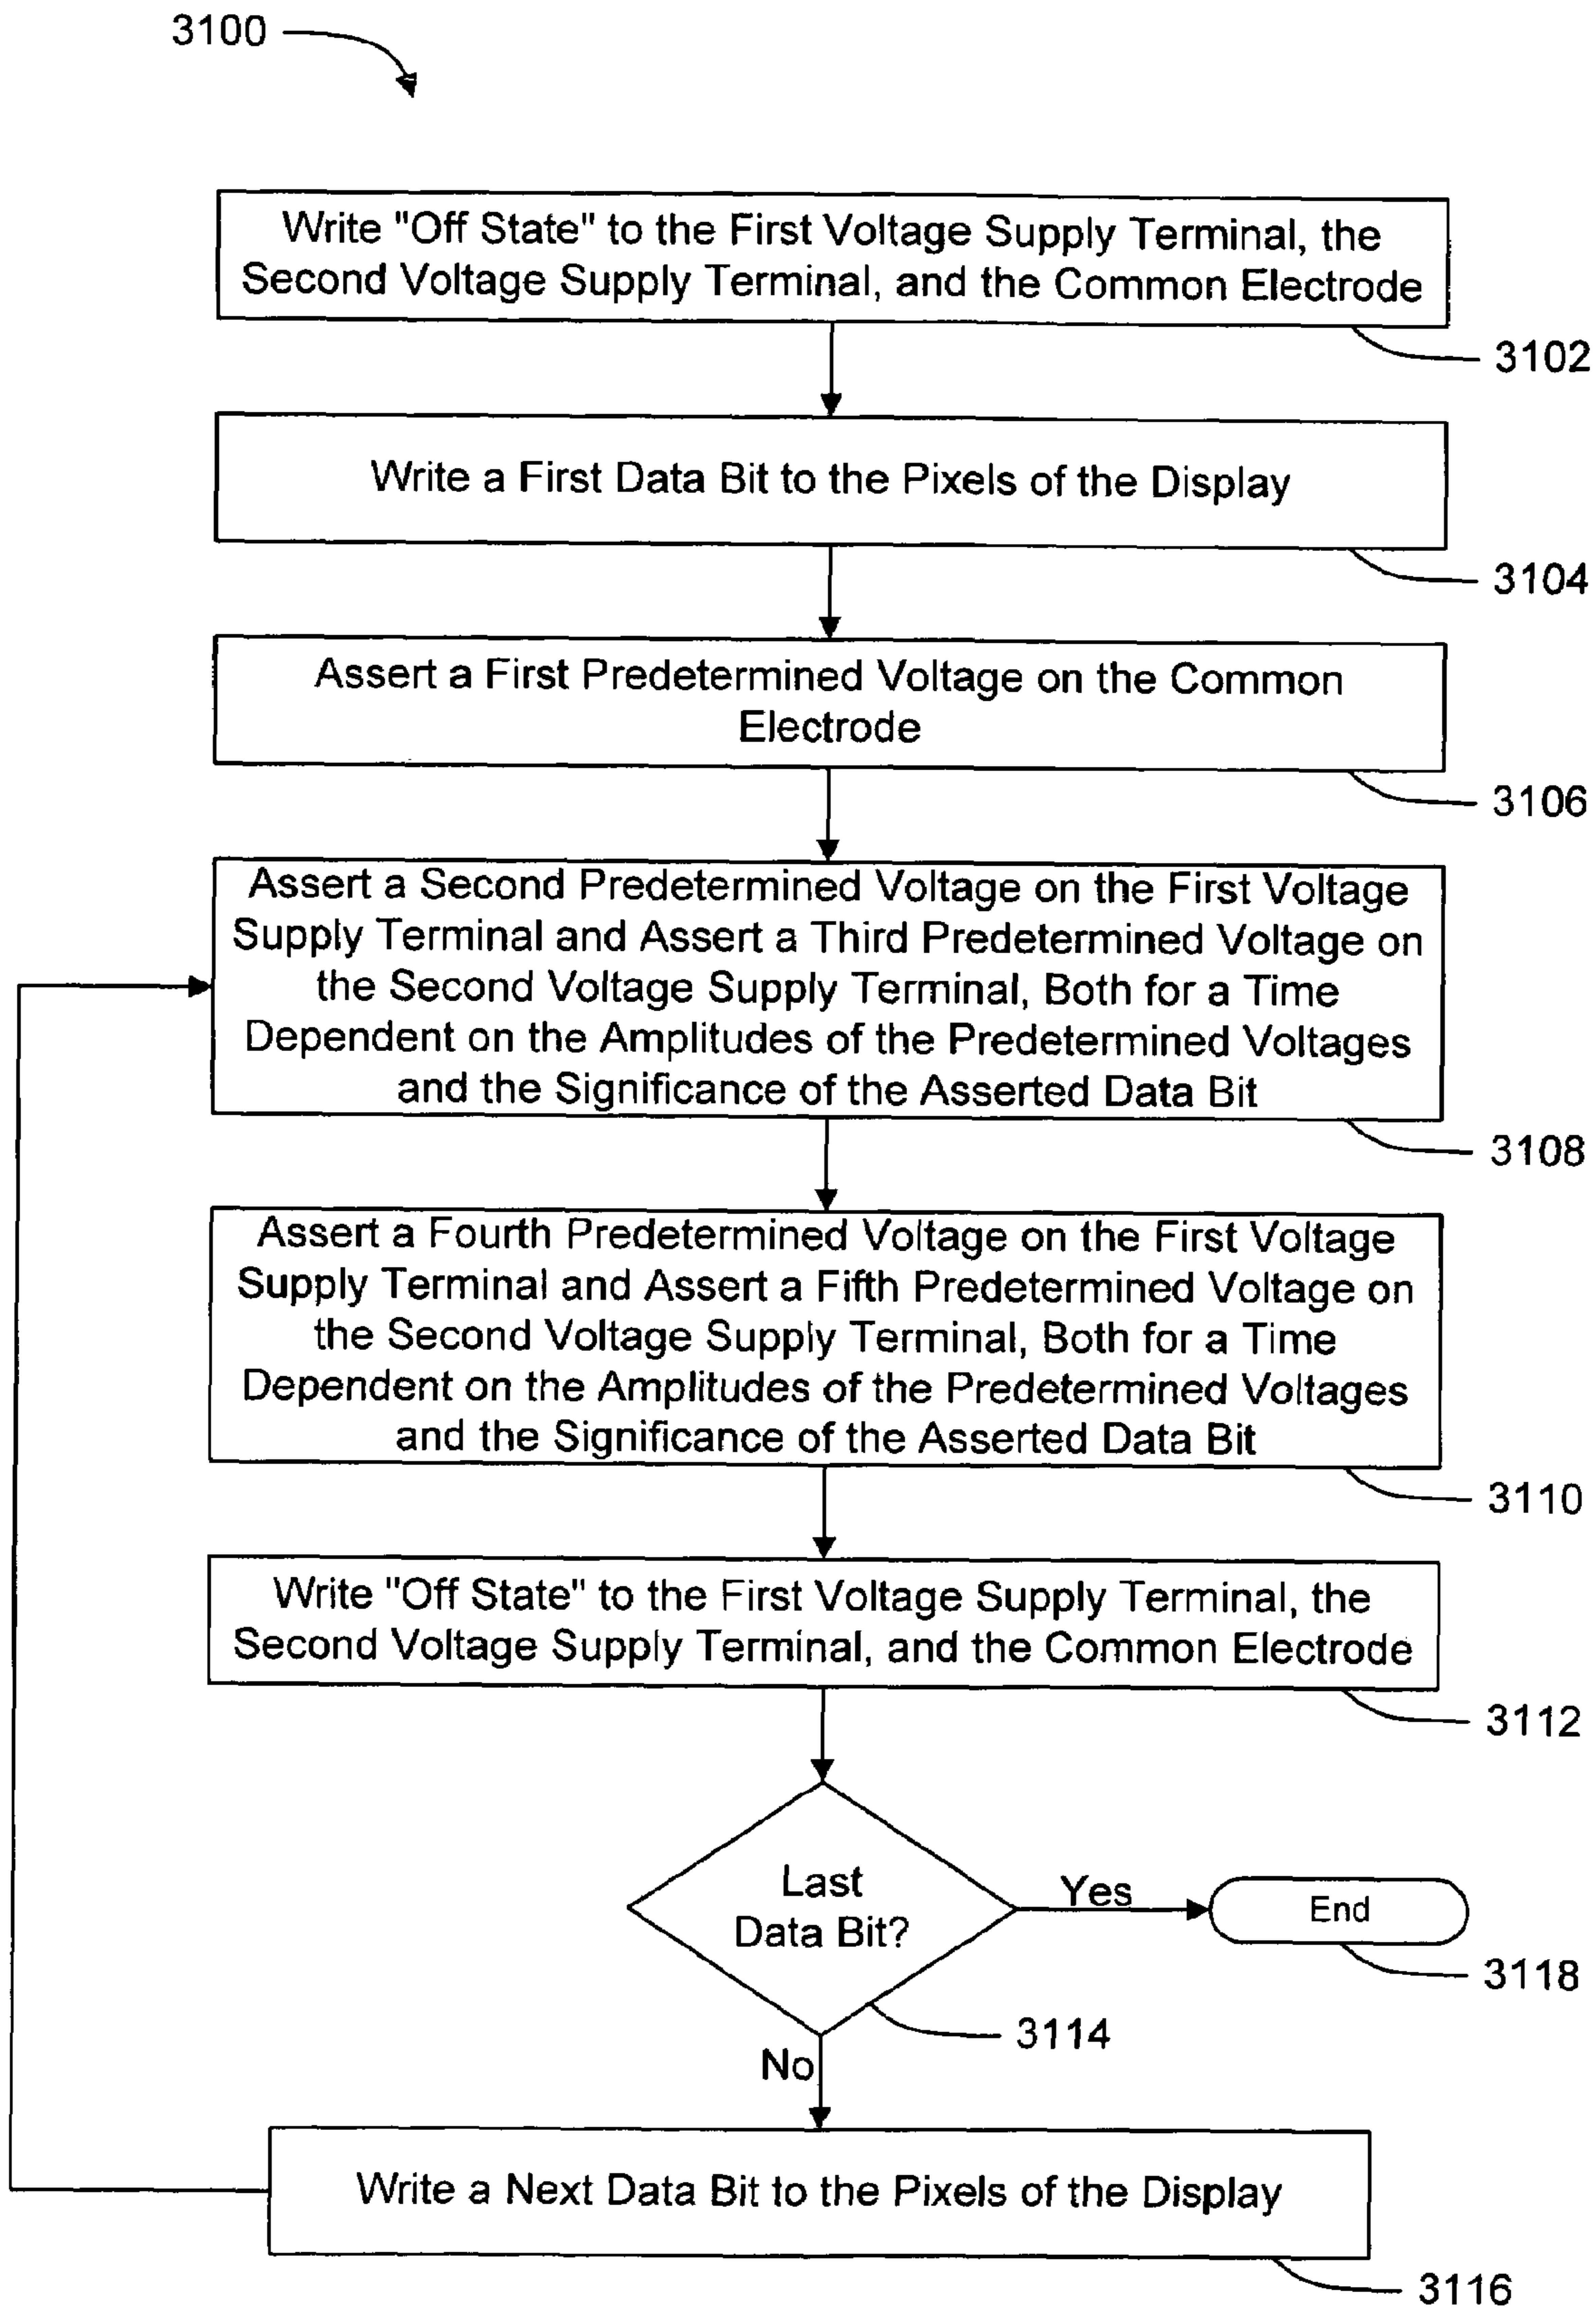 3100
Write "Off State" to the First Voltage Supply Terminal, the
Second Voltage Supply Terminal, and the Common Electrode
3102
Write a First Data Bit to the Pixels of the Display
3104
Assert a First Predetermined Voltage on the Common
Electrode
3106
Assert a Second Predetermined Voltage on the First Voltage
Supply Terminal and Assert a Third Predetermined Voltage on
the Second Voltage Supply Terminal, Both for a Time
Dependent on the Amplitudes of the Predetermined Voltages
and the Significance of the Asserted Data Bit
3108
Assert a Fourth Predetermined Voltage on the First Voltage
Supply Terminal and Assert a Fifth Predetermined Voltage on
the Second Voltage Supply Terminal, Both for a Time
Dependent on the Amplitudes of the Predetermined Voltages
and the Significance of the Asserted Data Bit
3110
Write "Off State" to the First Voltage Supply Terminal, the
Second Voltage Supply Terminal, and the Common Electrode
3112
Last
Data Bit?
Yes
End
3118
3114
No
Write a Next Data Bit to the Pixels of the Display
3116